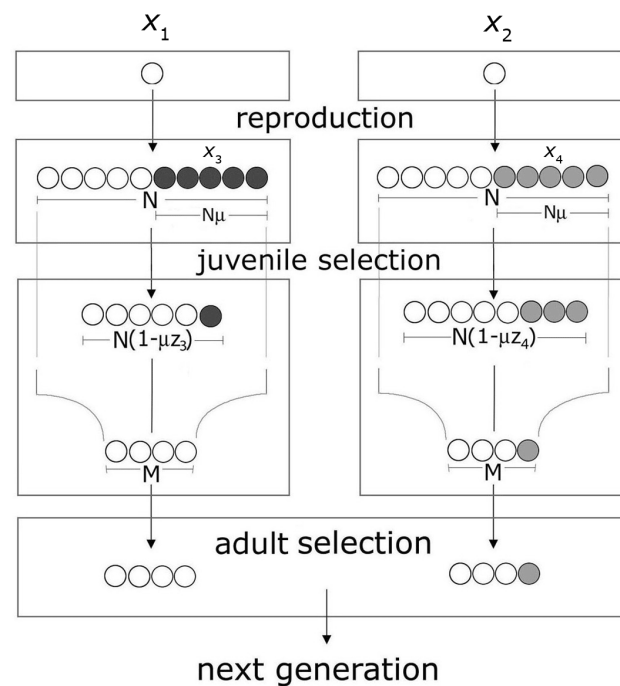 x₁ x₂
reproduction
x₃ x₄
N N
Nμ Nμ
juvenile selection
N(1-μz₃) N(1-μz₄)
M M
adult selection
next generation